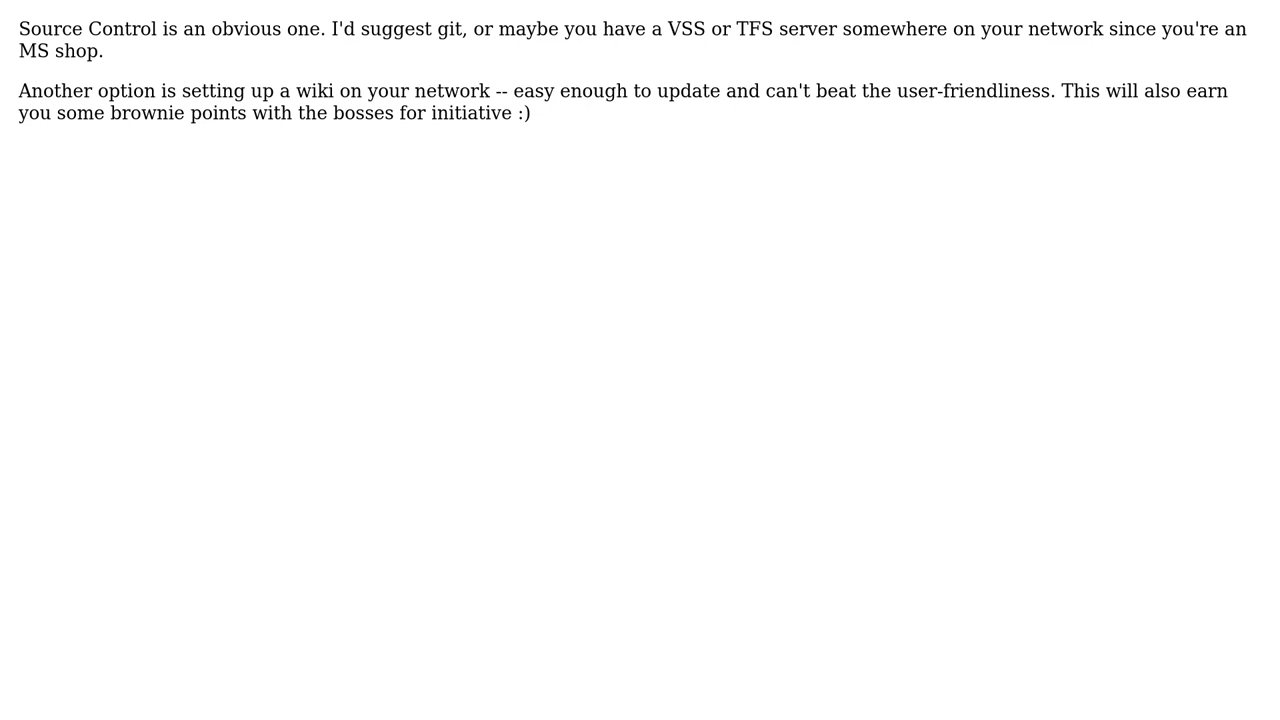 Source Control is an obvious one. I'd suggest git, or maybe you have a VSS or TFS server somewhere on your network since you're an
MS shop.
Another option is setting up a wiki on your network -- easy enough to update and can't beat the user-friendliness. This will also earn
you some brownie points with the bosses for initiative :)